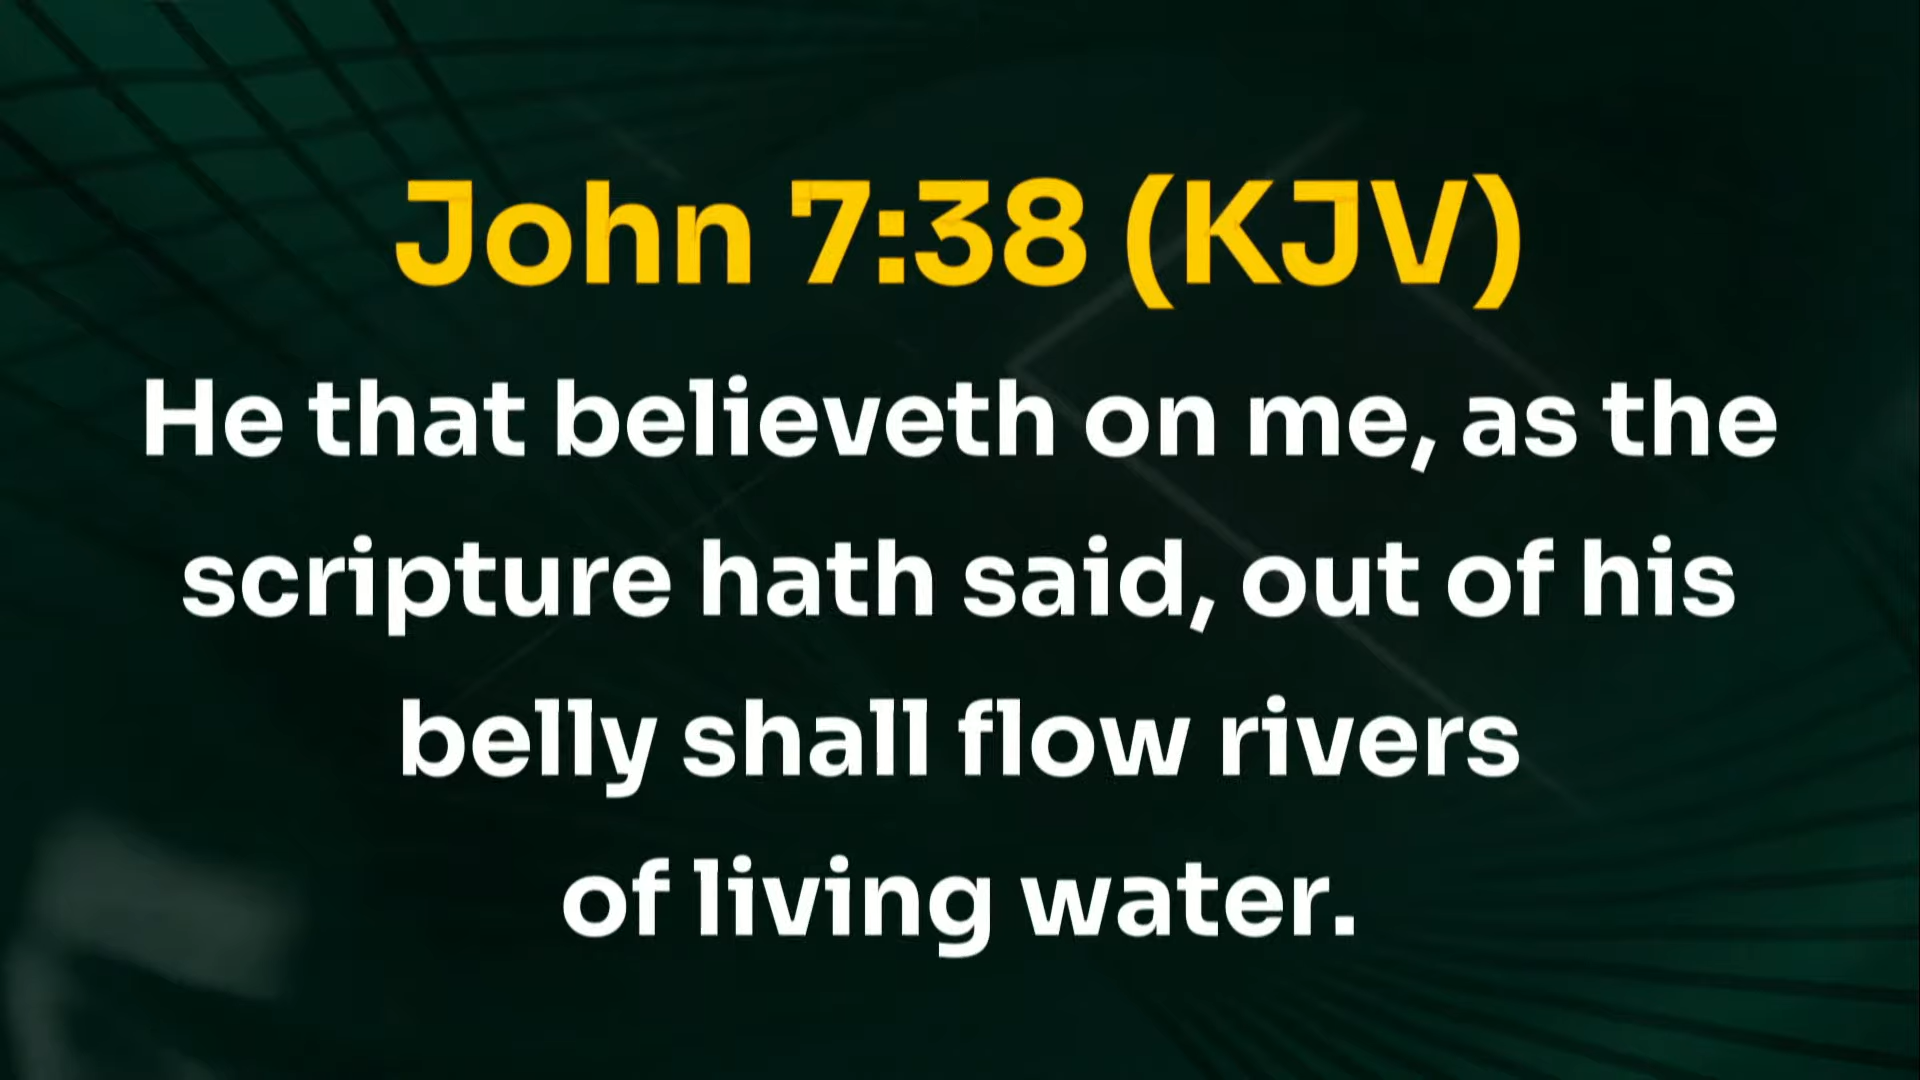 John 7:38 (KJV)
He that believeth on me, as the
scripture hath said, out of his
belly shall flow rivers
of living water.